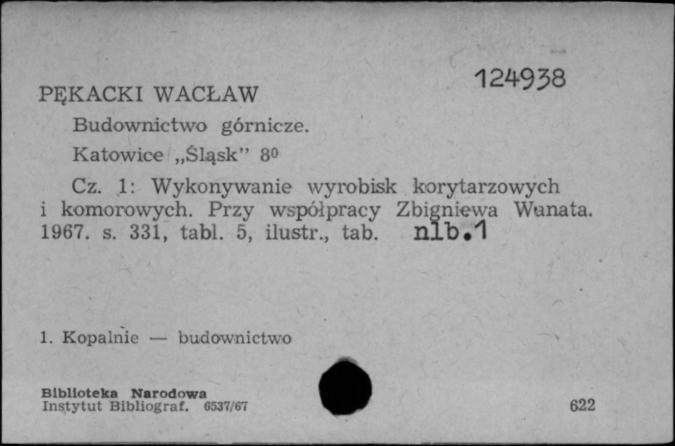 124938
PĘKACKI WACŁAW
Budownictwo górnicze.
Katowice „Śląsk” 8⁰
Cz. 1: Wykonywanie wyrobisk korytarzowych
i komorowych. Przy współpracy Zbigniewa Wunata.
1967. s. 331, tabl. 5, ilustr., tab. nlb.1
1. Kopalnie — budownictwo
Biblioteka Narodowa
Instytut Bibliograf. 6537/67 622